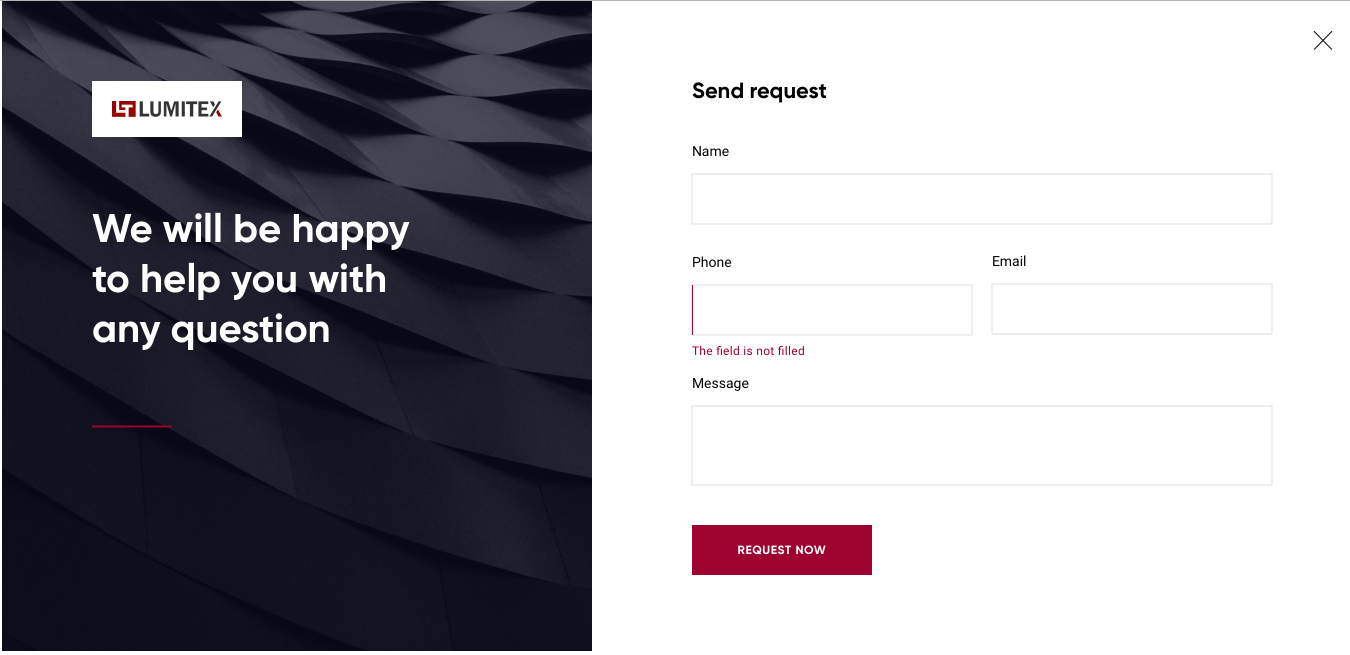 LUMITEX
We will be happy
to help you with
any question
Send request
Name
Phone
Email
The field is not filled
Message
REQUEST NOW